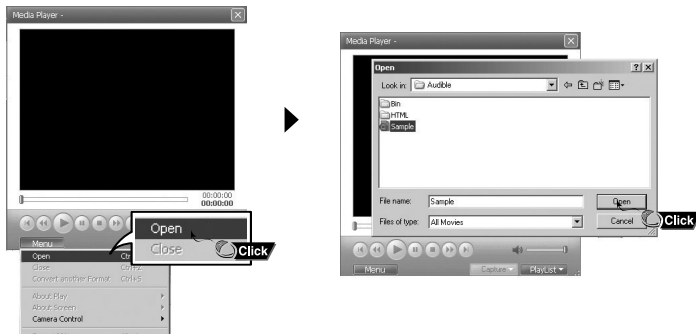 Media Player -
00:00:00
00:00:00
Menu
Open
Close
Click
Open
Close Ctrl+Z
Convert another Format Ctrl+S
About Play
About Screen
Camera Control
Media Player -
Open
Look in: Audible
Bin
HTML
Sample
File name: Sample Open
Files of type: All Movies Cancel
Click
Menu Capture PlayList